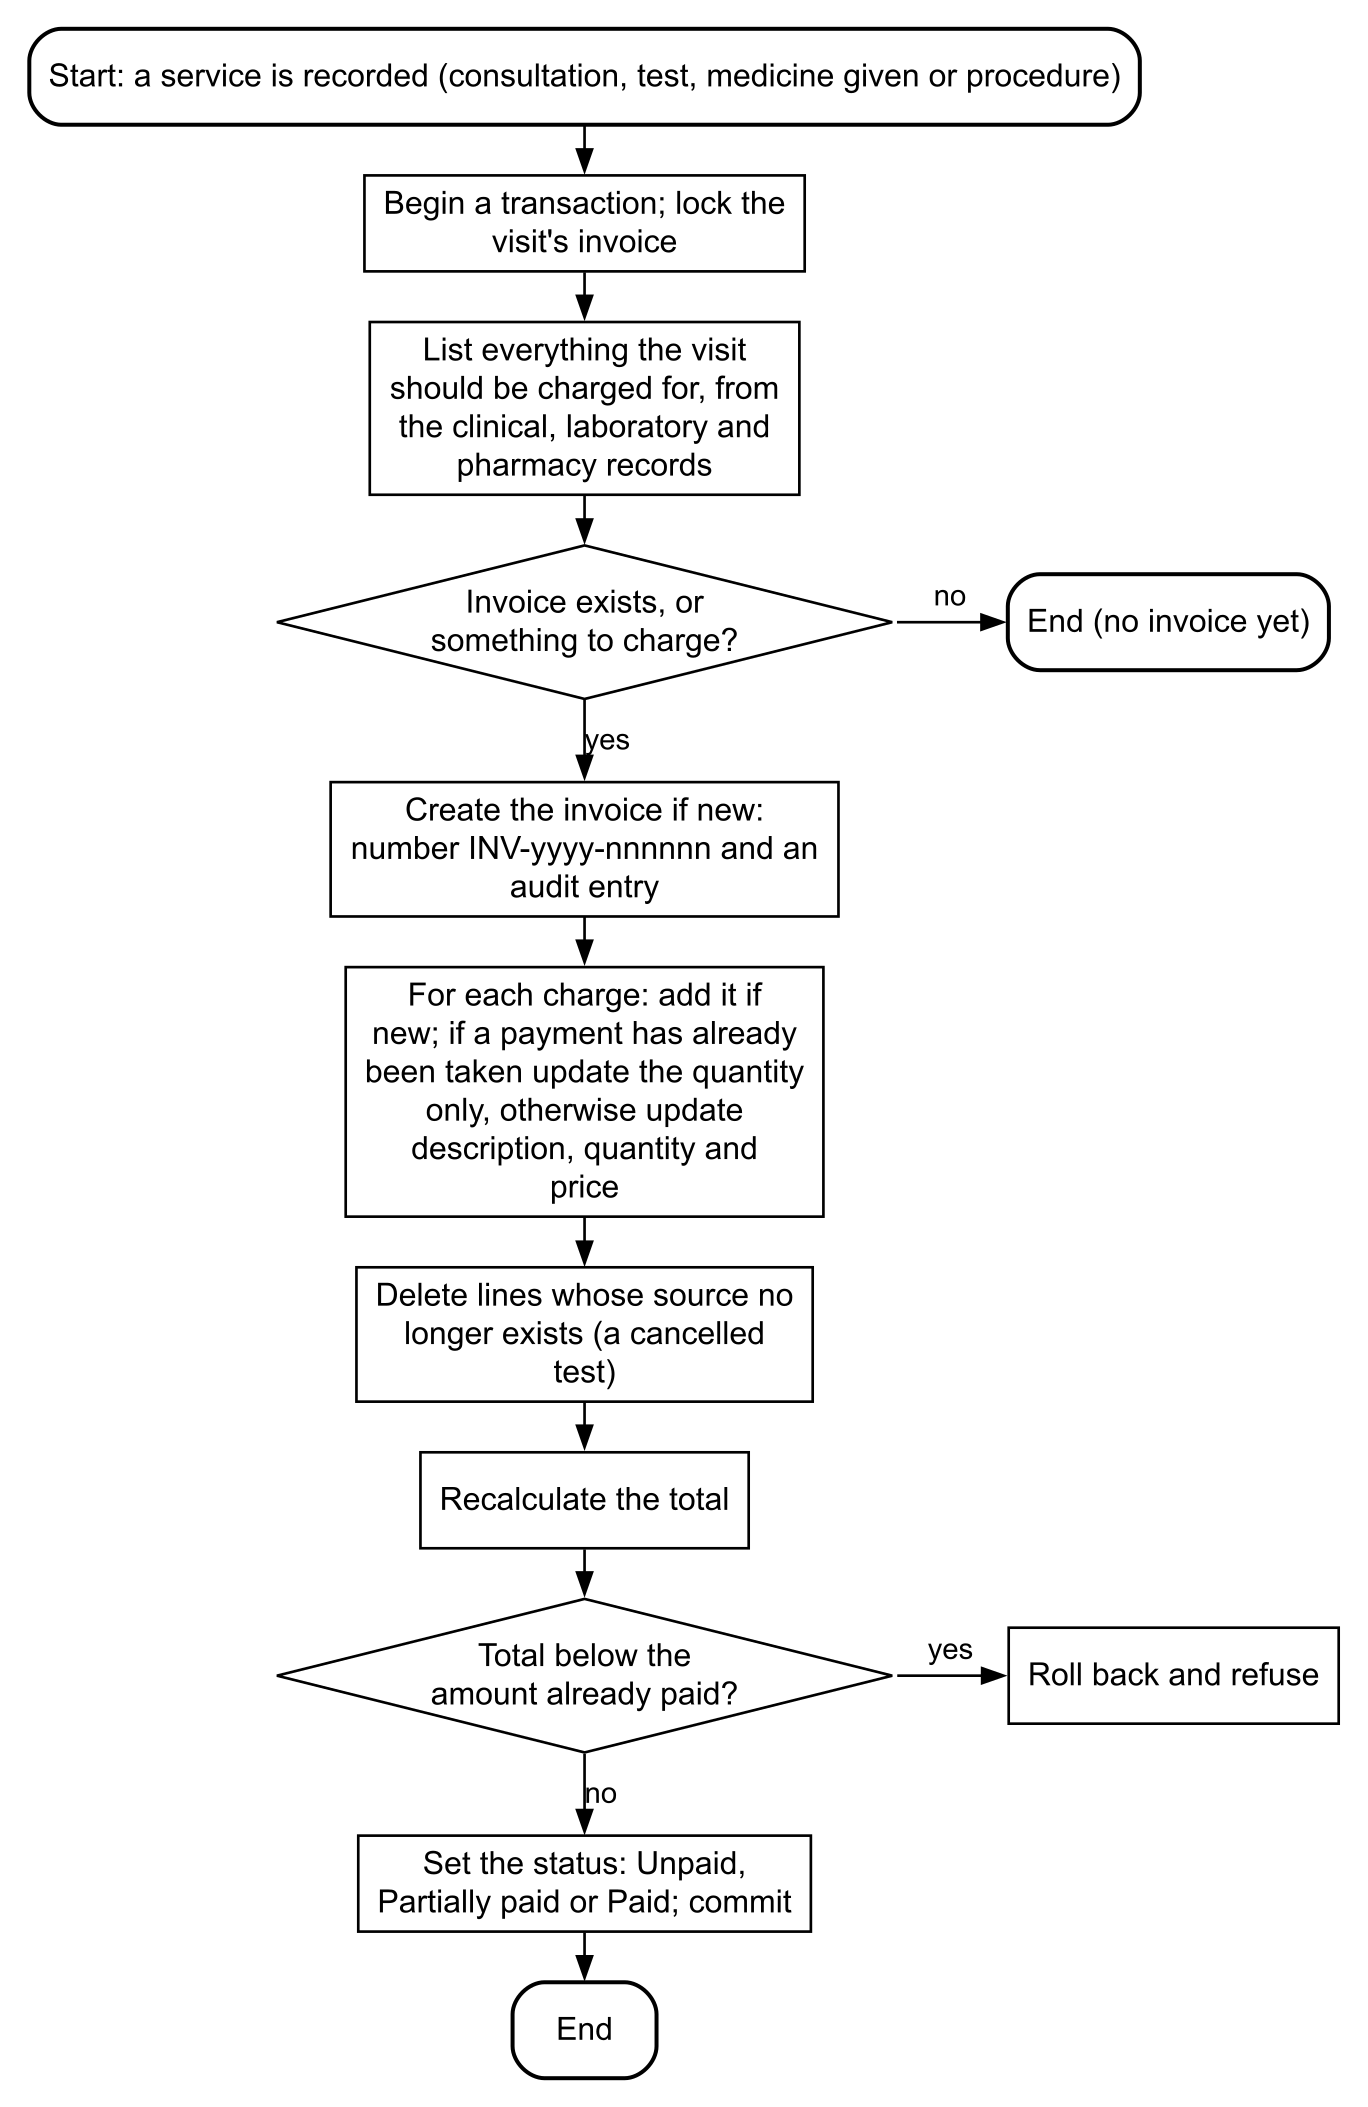 Start: a service is recorded (consultation, test, medicine given or procedure)
Begin a transaction; lock the
visit's invoice
List everything the visit
should be charged for, from
the clinical, laboratory and
pharmacy records
Invoice exists, or
something to charge?
no
End (no invoice yet)
yes
Create the invoice if new:
number INV-yyyy-nnnnnn and an
audit entry
For each charge: add it if
new; if a payment has already
been taken update the quantity
only, otherwise update
description, quantity and
price
Delete lines whose source no
longer exists (a cancelled
test)
Recalculate the total
Total below the
amount already paid?
yes
Roll back and refuse
no
Set the status: Unpaid,
Partially paid or Paid; commit
End